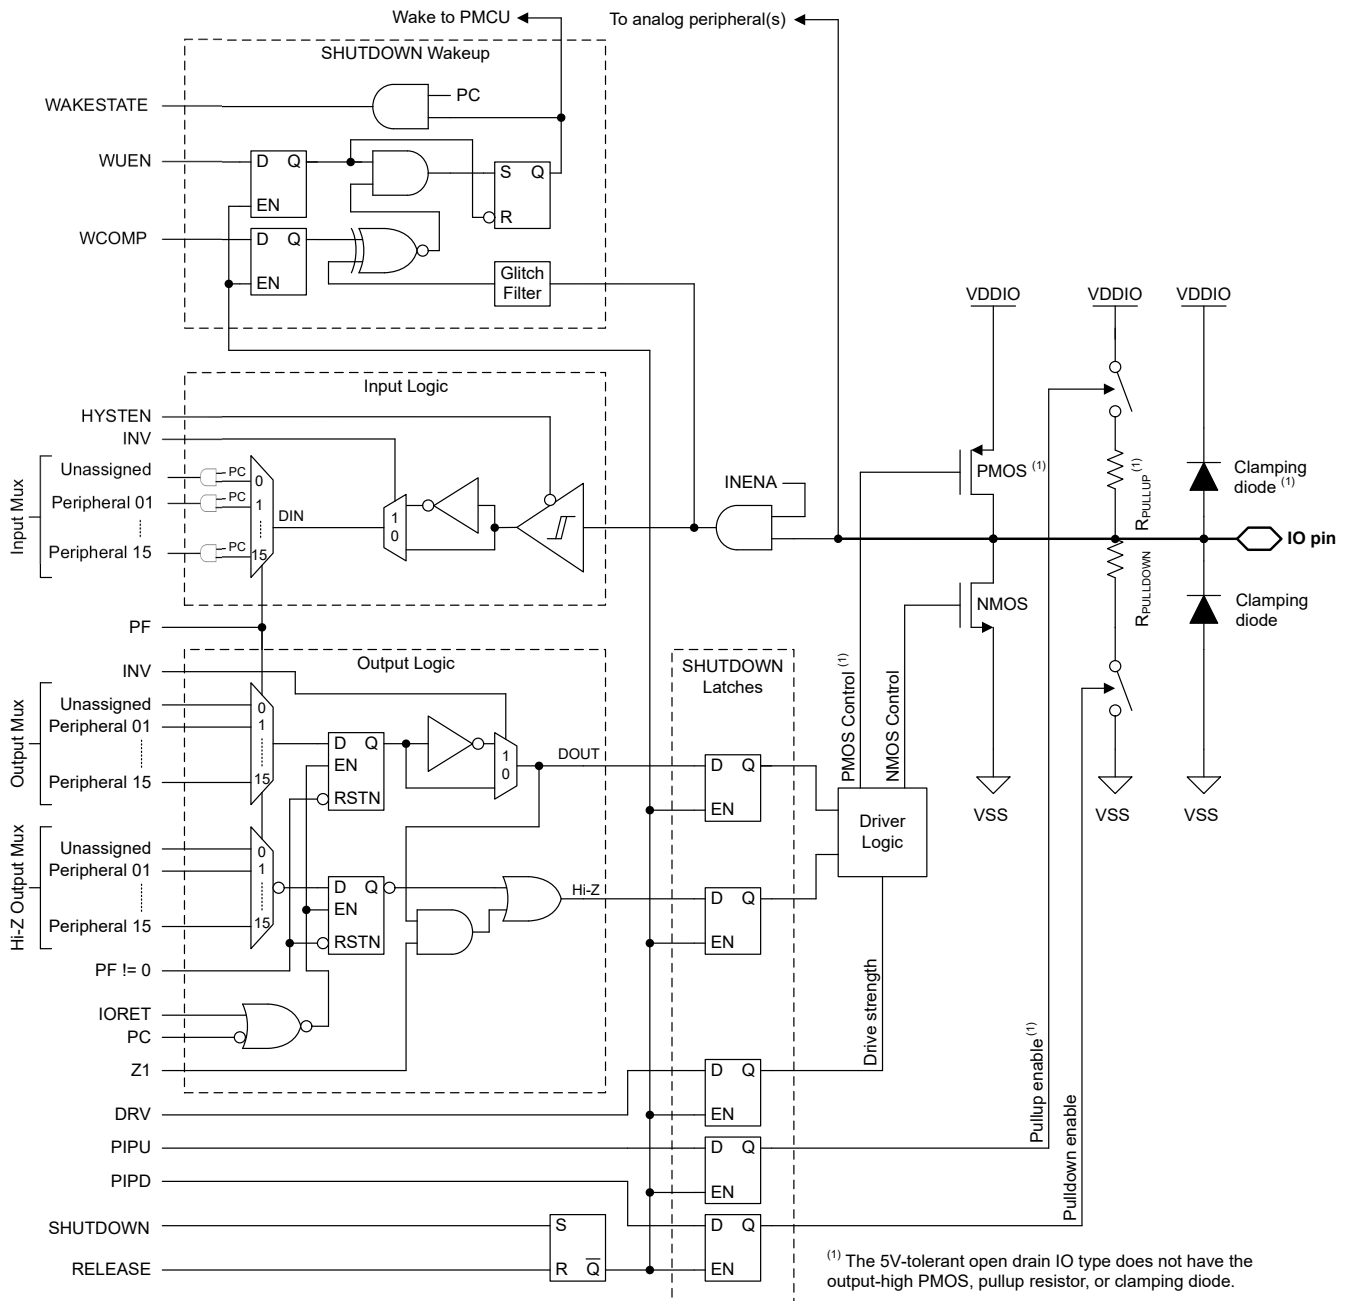 Wake to PMCU
To analog peripheral(s)
SHUTDOWN Wakeup
WAKESTATE
PC
WUEN
D Q
EN
S Q
R
WCOMP
D Q
EN
Glitch
Filter
VDDIO
VDDIO
VDDIO
Input Logic
HYSTEN
INV
Input Mux
Unassigned
Peripheral 01
Peripheral 15
PC
PC
PC
0
1
15
DIN
1
0
INENA
PMOS (1)
RPULLUP (1)
Clamping
diode (1)
IO pin
RPULLDOWN
NMOS
Clamping
diode
PF
Output Logic
INV
Output Mux
Unassigned
Peripheral 01
Peripheral 15
0
1
15
D Q
EN
RSTN
1
0
DOUT
SHUTDOWN
Latches
D Q
EN
PMOS Control (1)
NMOS Control
Driver
Logic
VSS
VSS
VSS
Hi-Z Output Mux
Unassigned
Peripheral 01
Peripheral 15
0
1
15
D Q
EN
RSTN
Hi-Z
D Q
EN
PF != 0
IORET
PC
Z1
Drive strength
DRV
D Q
EN
PIPU
D Q
EN
Pullup enable (1)
PIPD
Pulldown enable
SHUTDOWN
S
D Q
RELEASE
R Q̅
EN
(1) The 5V-tolerant open drain IO type does not have the
output-high PMOS, pullup resistor, or clamping diode.